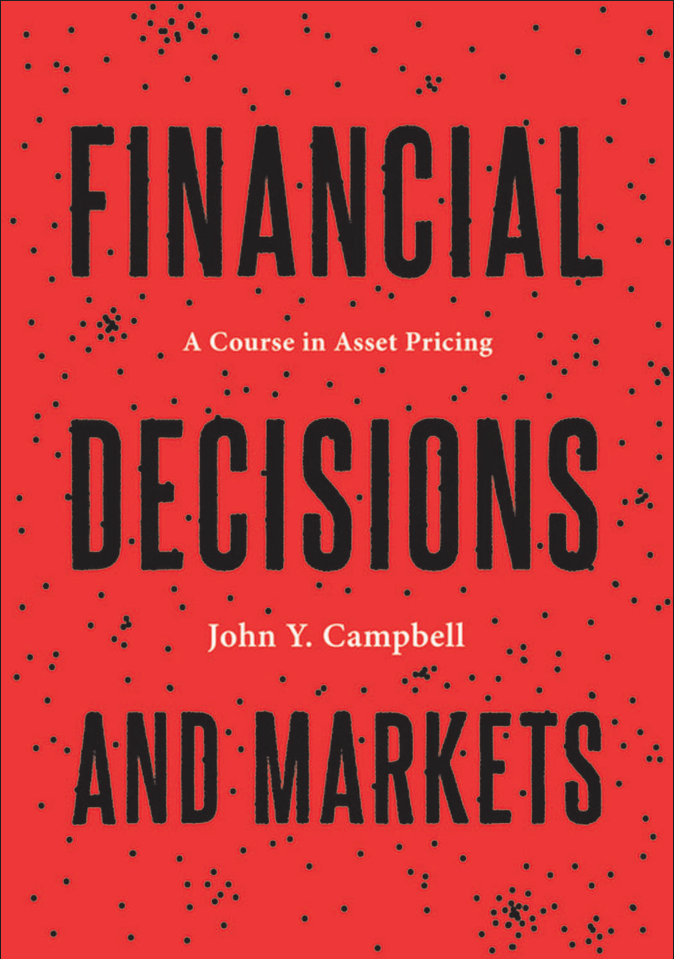 FINANCIAL
A Course in Asset Pricing
DECISIONS
John Y. Campbell
AND MARKETS